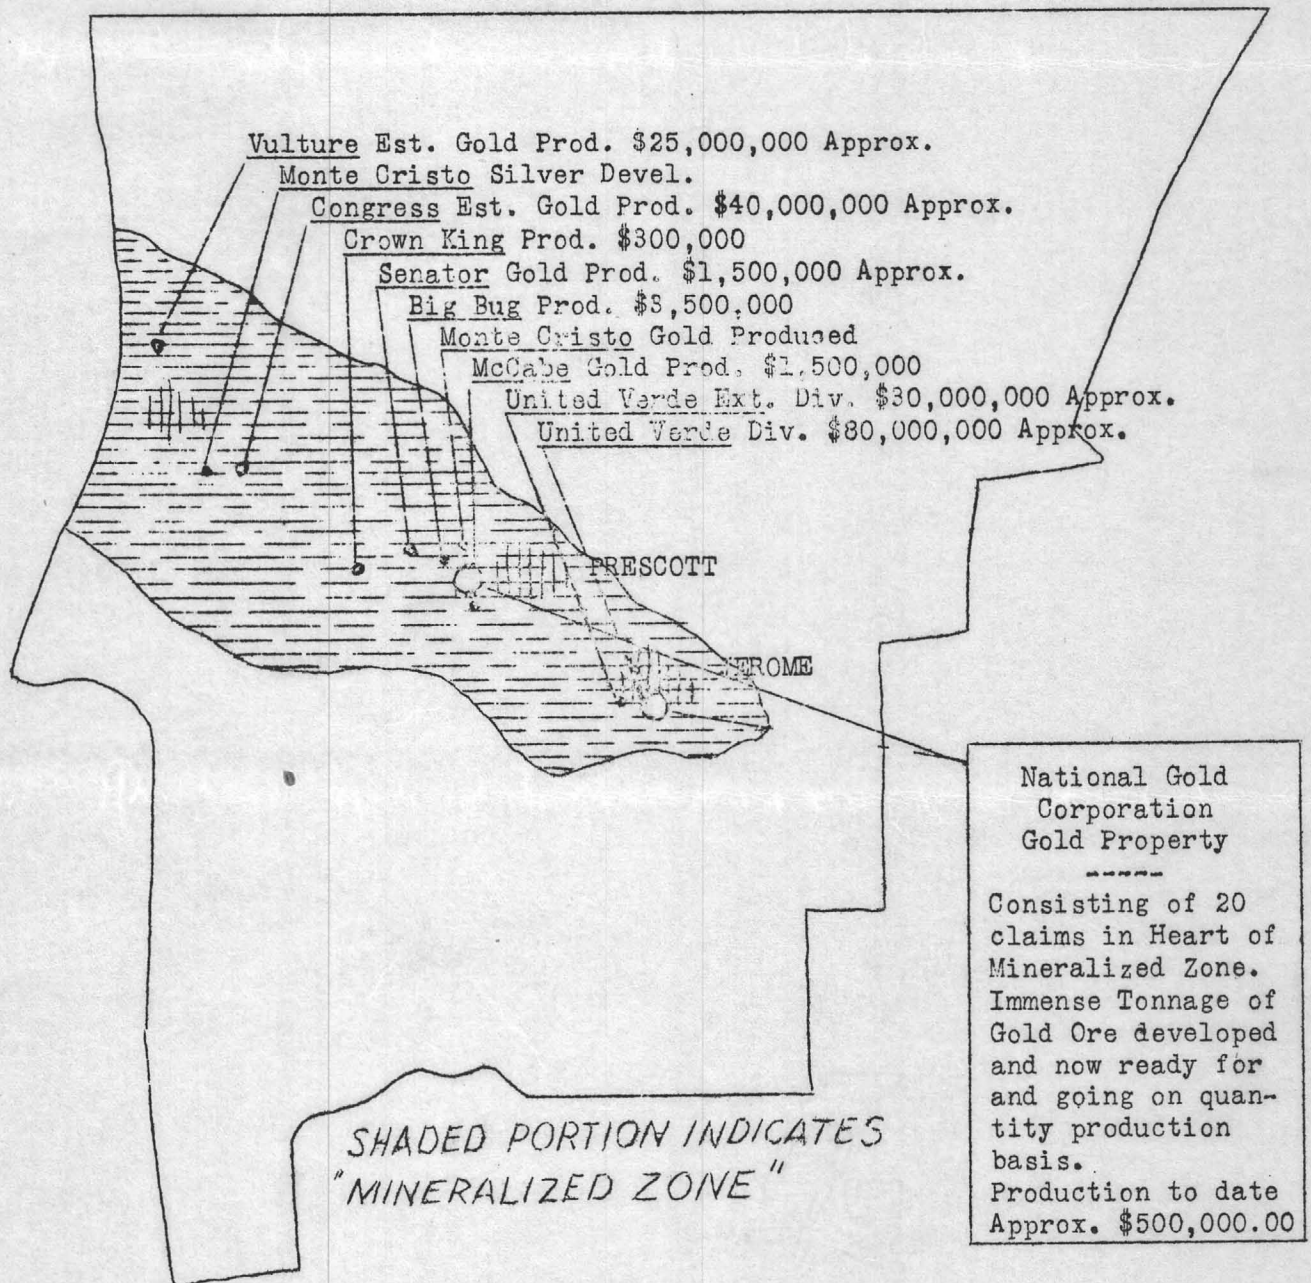 Vulture Est. Gold Prod. $25,000,000 Approx.
Monte Cristo Silver Devel.
Congress Est. Gold Prod. $40,000,000 Approx.
Crown King Prod. $300,000
Senator Gold Prod. $1,500,000 Approx.
Big Bug Prod. $3,500,000
Monte Cristo Gold Produced
McCabe Gold Prod. $1,500,000
United Verde Ext. Div. $30,000,000 Approx.
United Verde Div. $80,000,000 Approx.
PRESCOTT
JEROME
National Gold
Corporation
Gold Property
-----
Consisting of 20
claims in Heart of
Mineralized Zone.
Immense Tonnage of
Gold Ore developed
and now ready for
and going on quan-
tity production
basis.
Production to date
Approx. $500,000.00
SHADED PORTION INDICATES
"MINERALIZED ZONE"